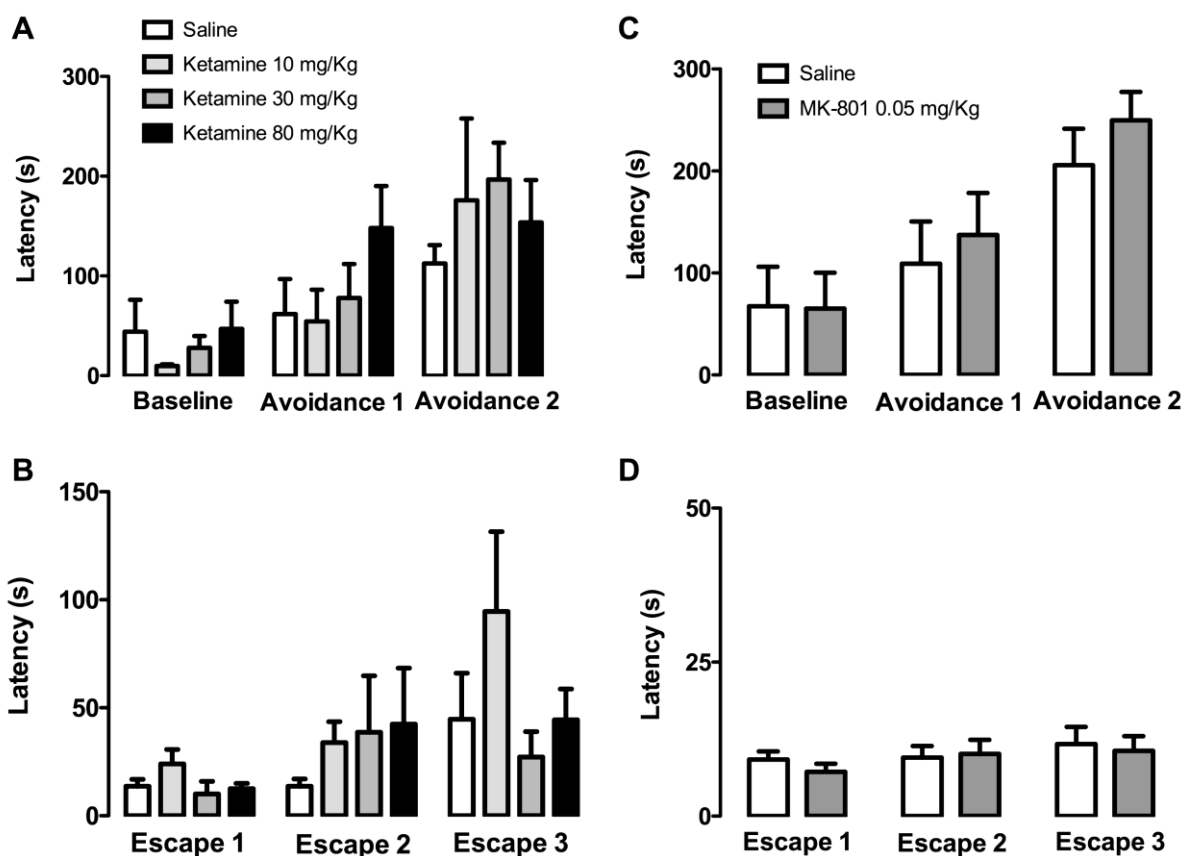 A
Saline
Ketamine 10 mg/Kg
Ketamine 30 mg/Kg
Ketamine 80 mg/Kg
300
200
100
0
Latency (s)
Baseline
Avoidance 1
Avoidance 2
C
Saline
MK-801 0.05 mg/Kg
300
200
100
0
Latency (s)
Baseline
Avoidance 1
Avoidance 2
B
150
100
50
0
Latency (s)
Escape 1
Escape 2
Escape 3
D
50
25
0
Latency (s)
Escape 1
Escape 2
Escape 3